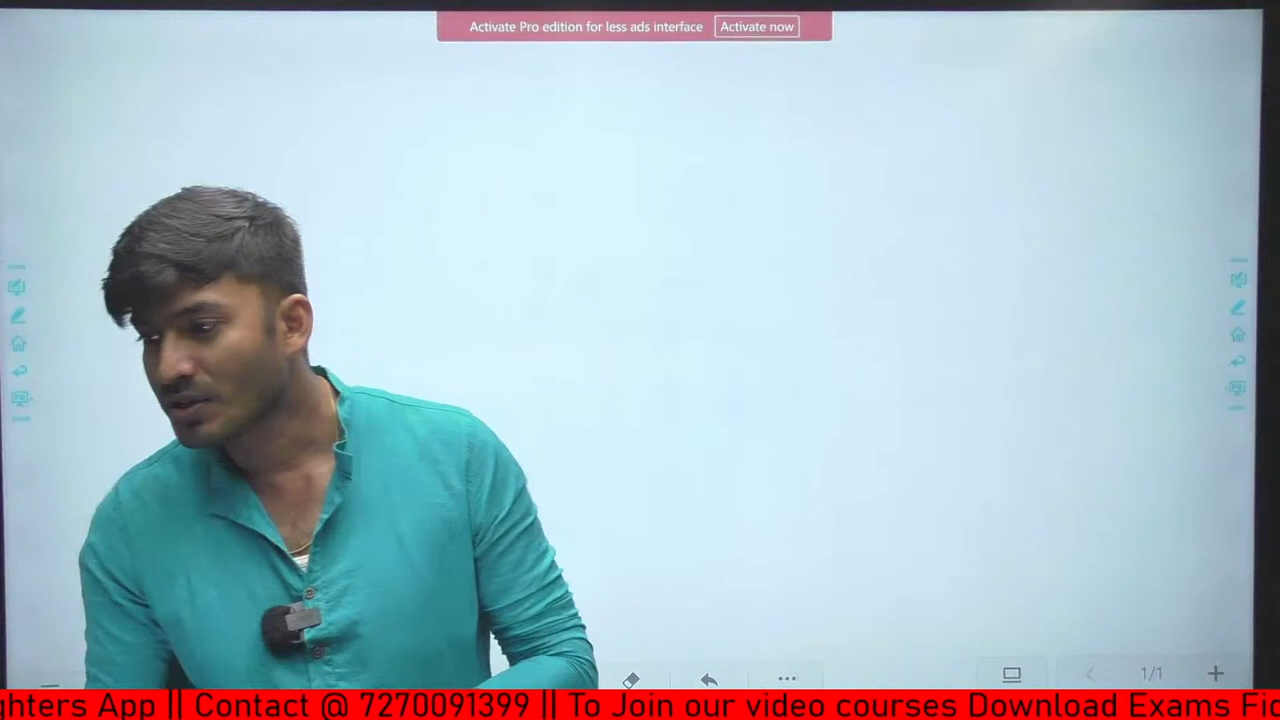 Activate Pro edition for less ads interface Activate now
1/1
ghters App || Contact @ 7270091399 || To Join our video courses Download Exams Fig